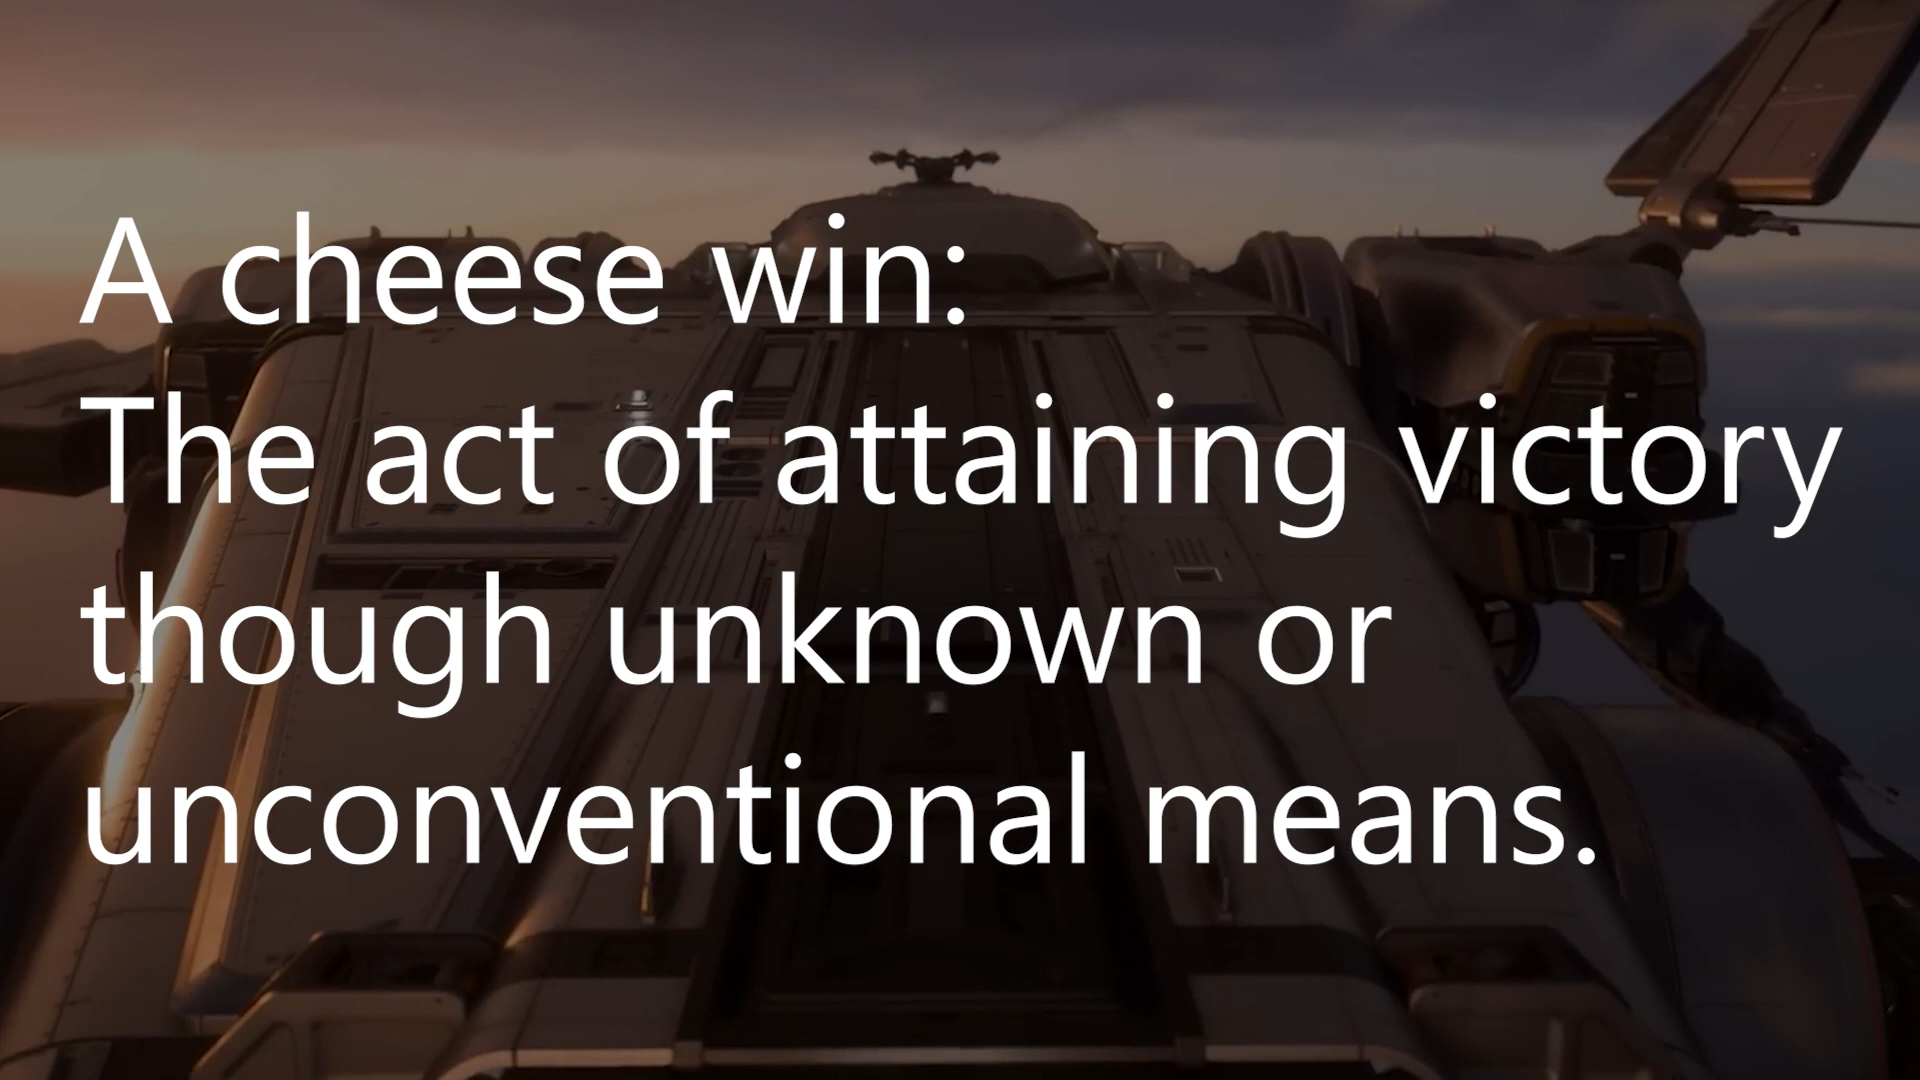 A cheese win:
The act of attaining victory
though unknown or
unconventional means.